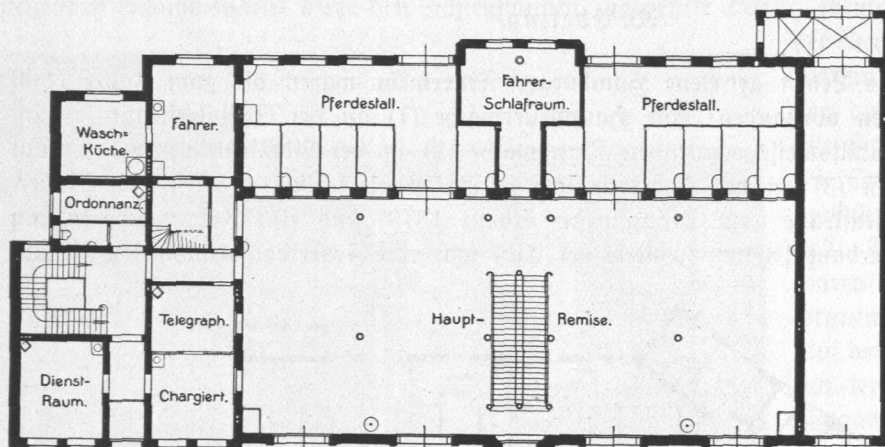 Pferdestall.
Fahrer-
Schlafraum.
Pferdestall.
Wasch-
Küche.
Fahrer.
Ordonnanz.
Telegraph.
Haupt- Remise.
Dienst-
Raum.
Chargiert.